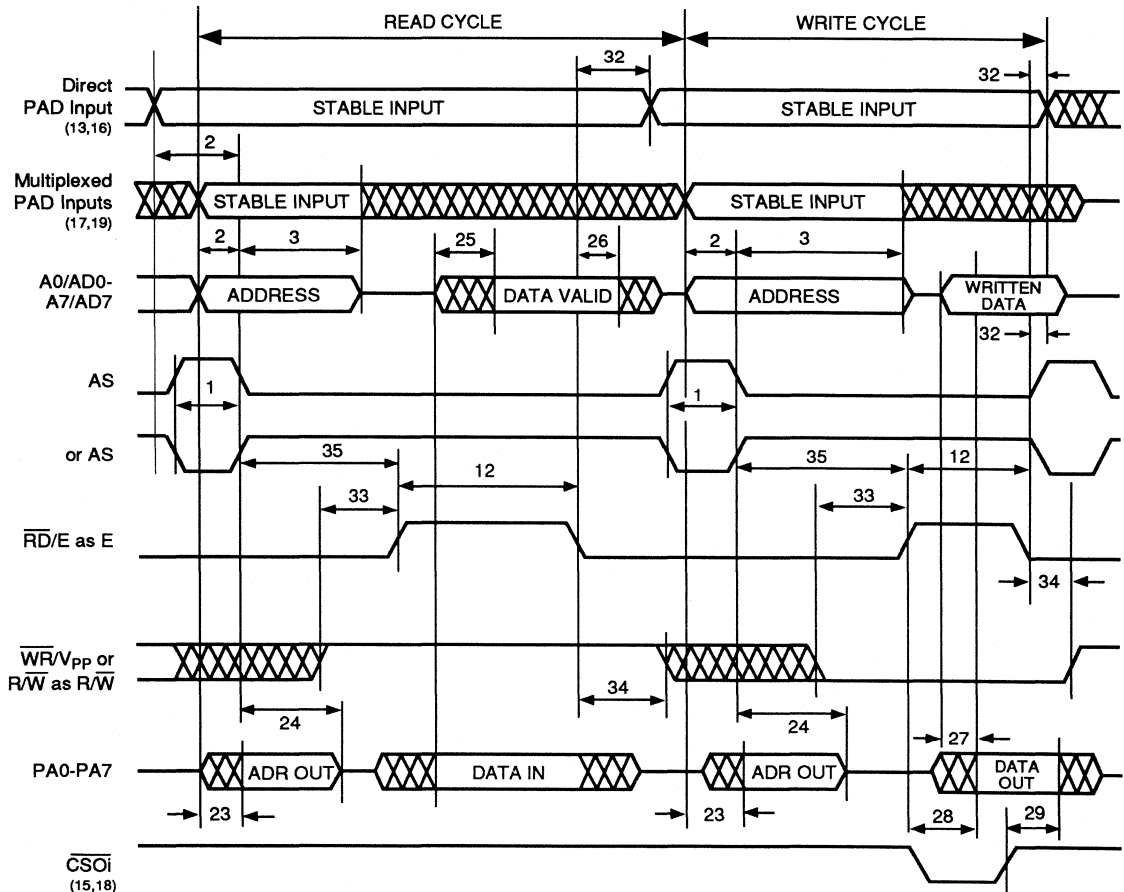 READ CYCLE
WRITE CYCLE
32
32
Direct
PAD Input
(13,16)
STABLE INPUT
STABLE INPUT
2
Multiplexed
PAD Inputs
(17,19)
STABLE INPUT
STABLE INPUT
2
3
25
26
2
3
A0/AD0-
A7/AD7
ADDRESS
DATA VALID
ADDRESS
WRITTEN
DATA
32
AS
1
1
or AS
35
12
35
12
33
33
RD/E as E
34
WR/VPP or
R/W as R/W
34
24
24
27
PA0-PA7
ADR OUT
DATA IN
ADR OUT
DATA
OUT
23
23
28
29
CSOi
(15,18)